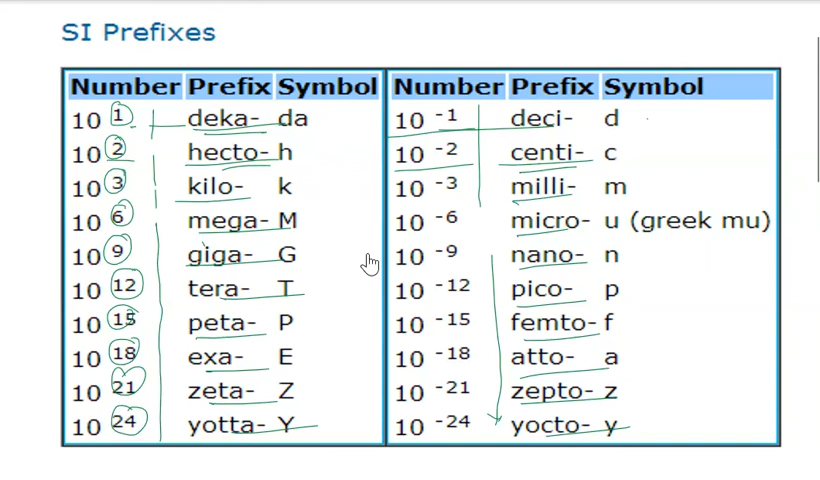 SI Prefixes
Number Prefix Symbol Number Prefix Symbol
10 1 deka- da 10 -1 deci- d
10 2 hecto- h 10 -2 centi- c
10 3 kilo- k 10 -3 milli- m
10 6 mega- M 10 -6 micro- u (greek mu)
10 9 giga- G 10 -9 nano- n
10 12 tera- T 10 -12 pico- p
10 15 peta- P 10 -15 femto- f
10 18 exa- E 10 -18 atto- a
10 21 zeta- Z 10 -21 zepto- z
10 24 yotta- Y 10 -24 yocto- y